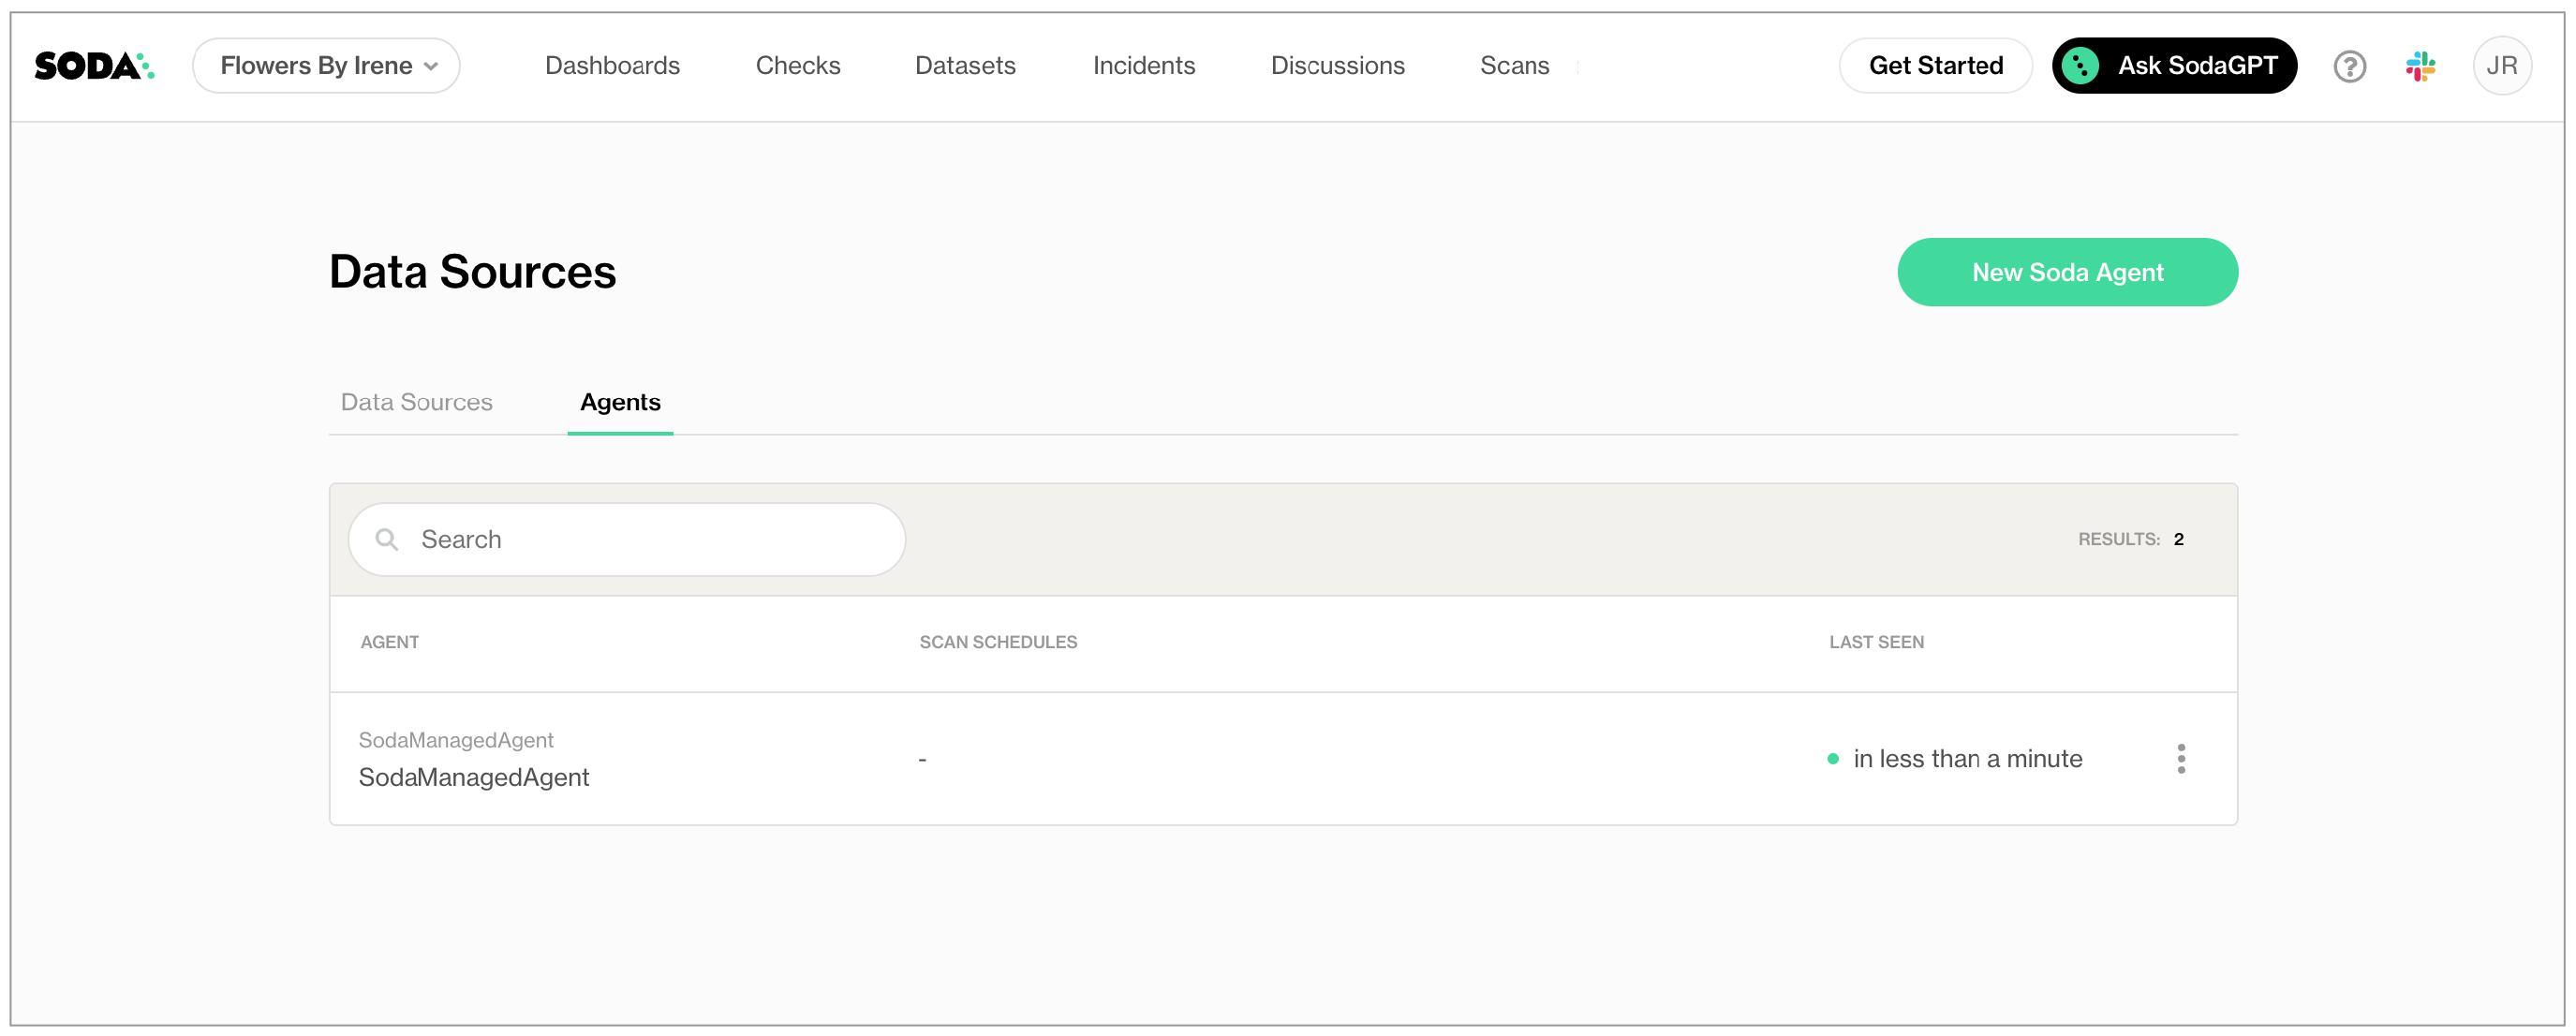 SODA
Flowers By Irene
Dashboards
Checks
Datasets
Incidents
Discussions
Scans
Get Started
Ask SodaGPT
?
JR
Data Sources
New Soda Agent
Data Sources
Agents
Search
RESULTS: 2
AGENT
SCAN SCHEDULES
LAST SEEN
SodaManagedAgent
SodaManagedAgent
-
in less than a minute